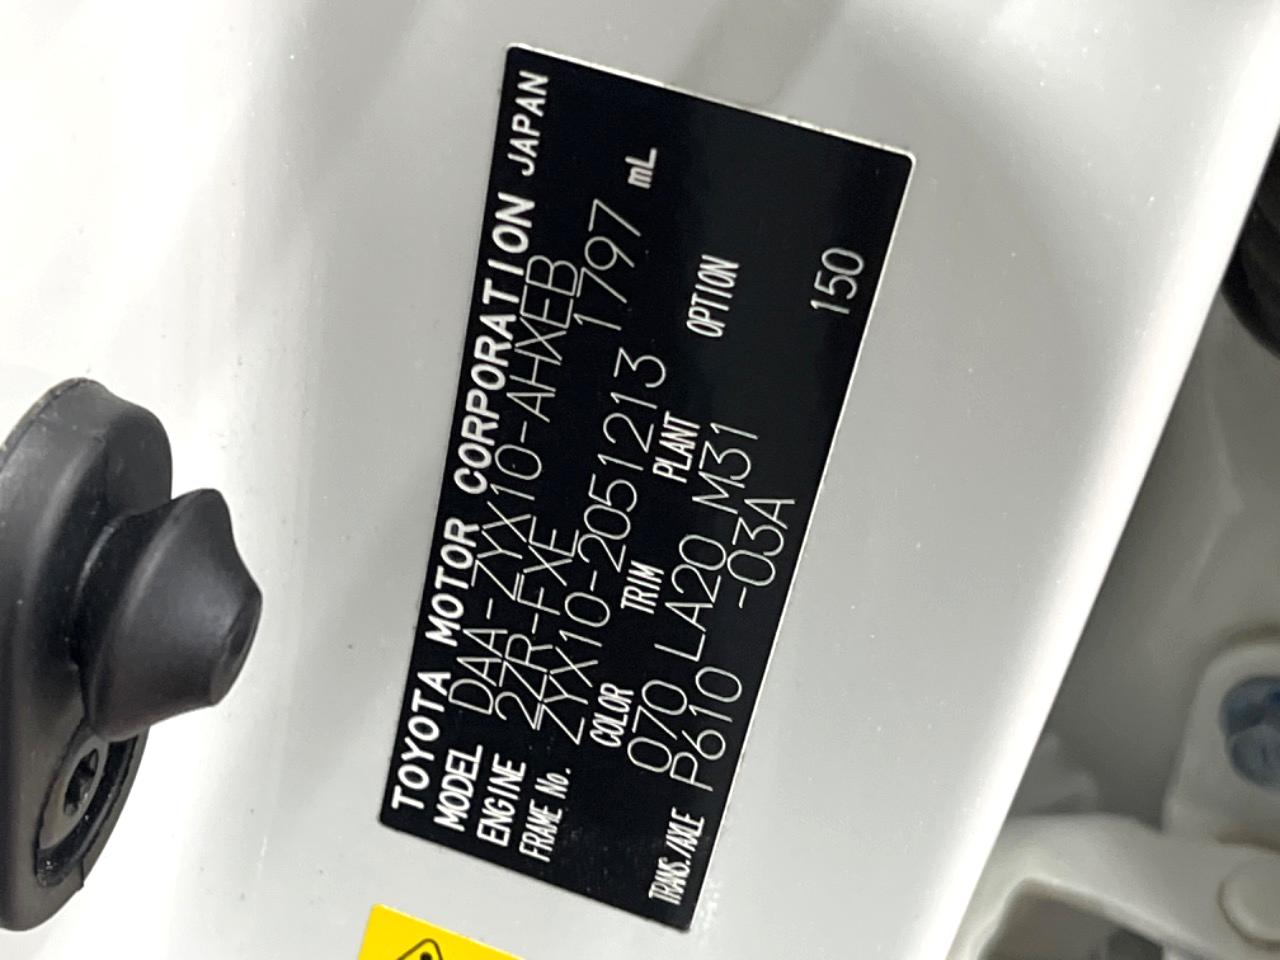 TOYOTA MOTOR CORPORATION JAPAN
MODEL DAA-ZYX10-AHXEB
ENGINE 2ZR-FXE 1797 mL
FRAME No. ZYX10-2051213
COLOR TRIM PLANT OPTION
070 LA20 M31
TRANS./AXLE P610 -03A 150